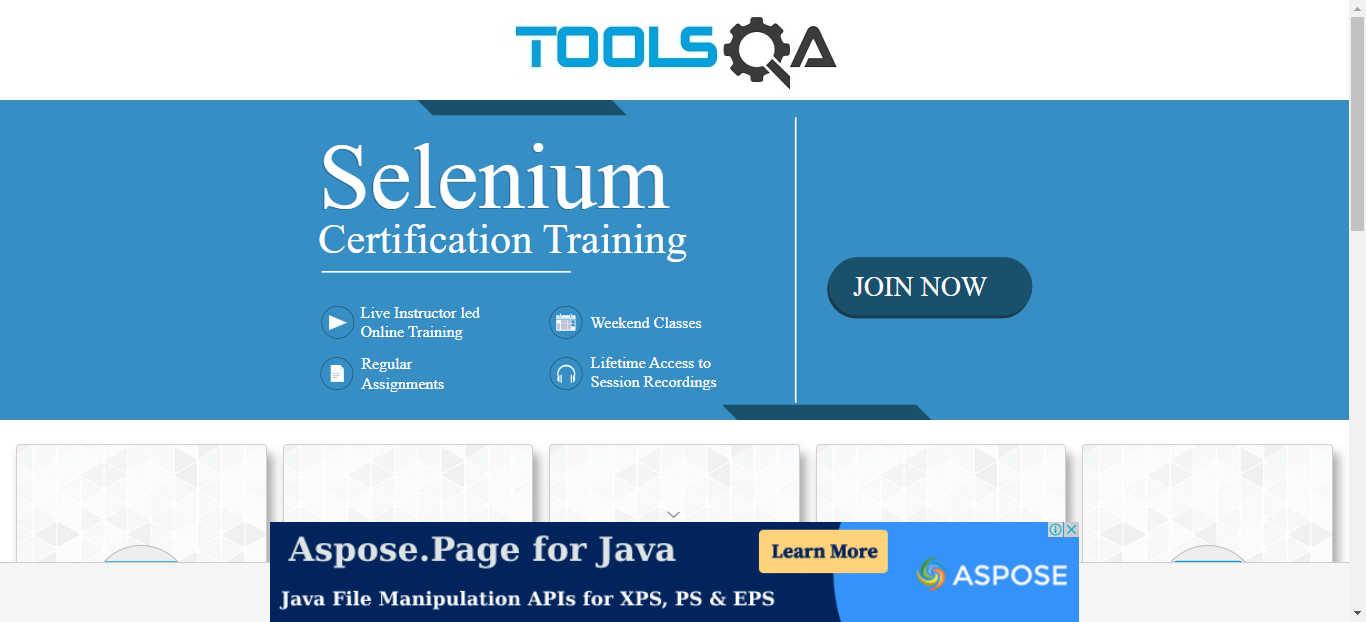 TOOLSQA
Selenium
Certification Training
Live Instructor led
Online Training
Weekend Classes
Regular
Assignments
Lifetime Access to
Session Recordings
JOIN NOW
Aspose.Page for Java
Java File Manipulation APIs for XPS, PS & EPS
Learn More
ASPOSE